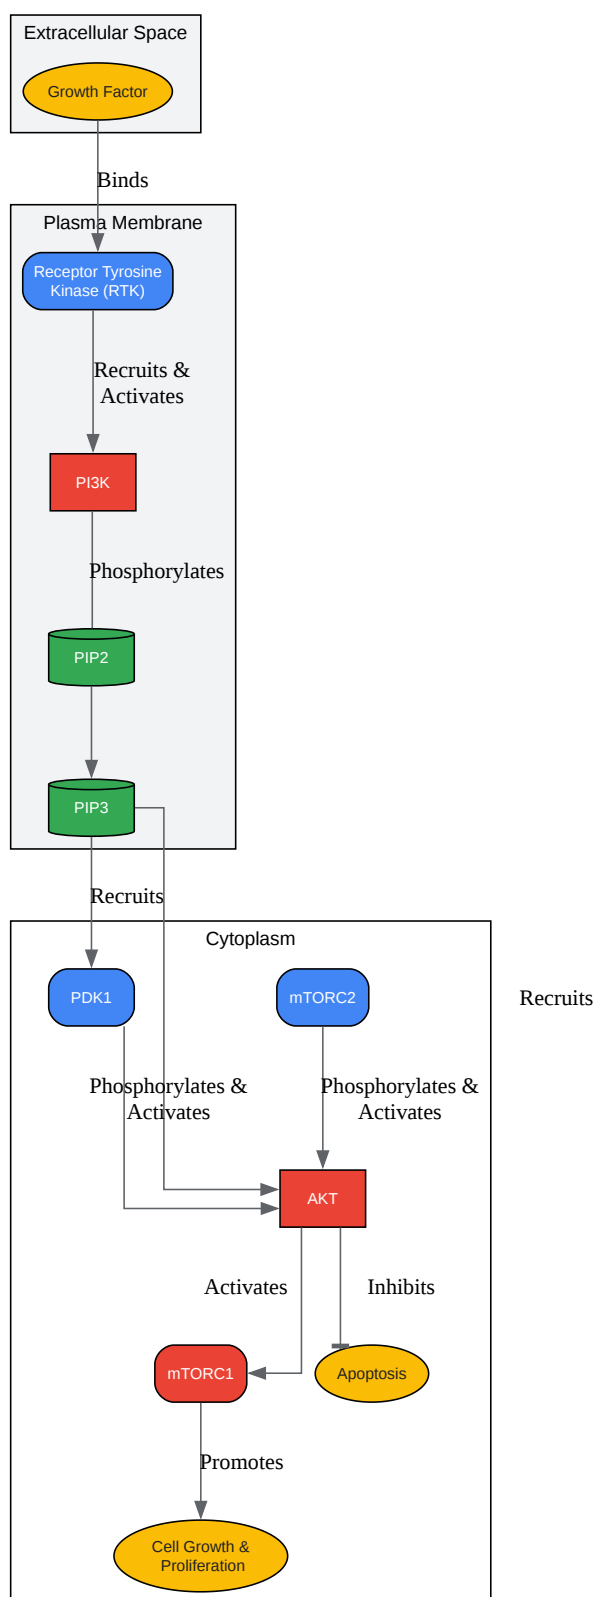 Extracellular Space
Growth Factor
Binds
Plasma Membrane
Receptor Tyrosine
Kinase (RTK)
Recruits &
Activates
PI3K
Phosphorylates
PIP2
PIP3
Recruits
Cytoplasm
PDK1
mTORC2
Recruits
Phosphorylates &
Activates
Phosphorylates &
Activates
AKT
Activates
Inhibits
mTORC1
Apoptosis
Promotes
Cell Growth &
Proliferation